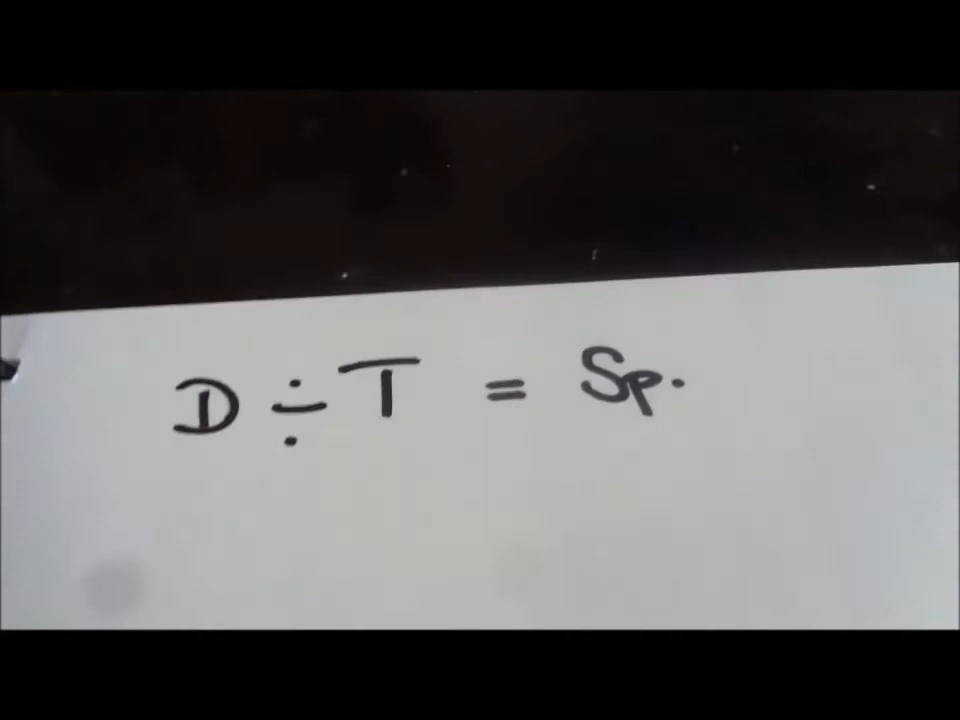 D ÷ T = Sp.